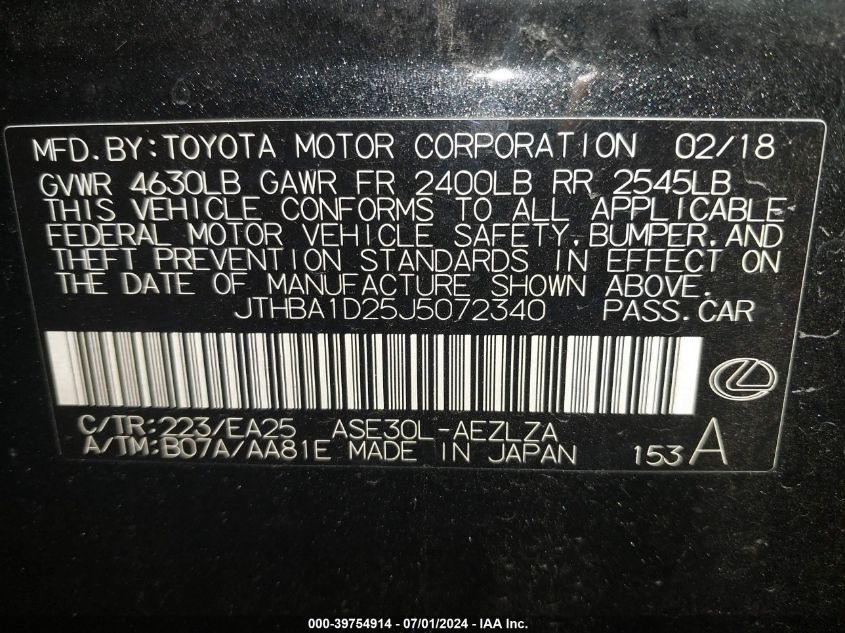 MFD.BY:TOYOTA MOTOR CORPORATION 02/18
GVWR 4630LB GAWR FR 2400LB RR 2545LB
THIS VEHICLE CONFORMS TO ALL APPLICABLE
FEDERAL MOTOR VEHICLE SAFETY,BUMPER,AND
THEFT PREVENTION STANDARDS IN EFFECT ON
THE DATE OF MANUFACTURE SHOWN ABOVE.
JTHBA1D25J5072340 PASS.CAR
C/TR:223/EA25 ASE30L-AEZLZA
A/TM:B07A/AA81E MADE IN JAPAN 153A
000-39754914 - 07/01/2024 - IAA Inc.